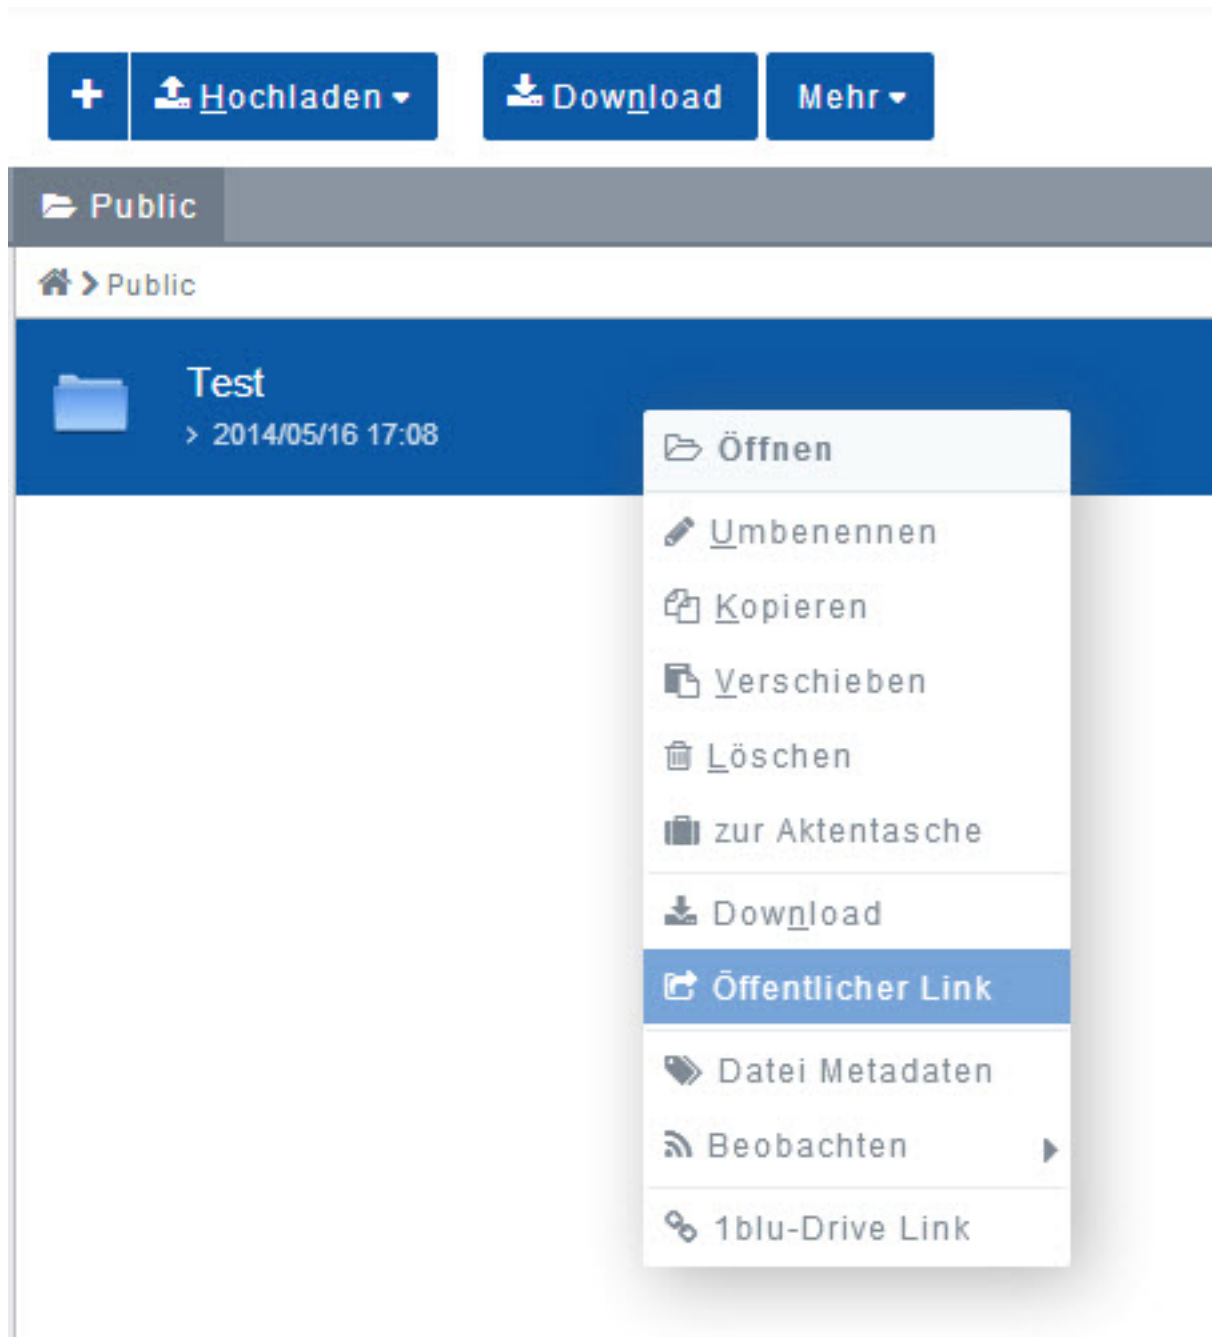 Hochladen
Download
Mehr
Public
Public
Test
> 2014/05/16 17:08
Öffnen
Umbenennen
Kopieren
Verschieben
Löschen
zur Aktentasche
Download
Öffentlicher Link
Datei Metadaten
Beobachten
1blu-Drive Link